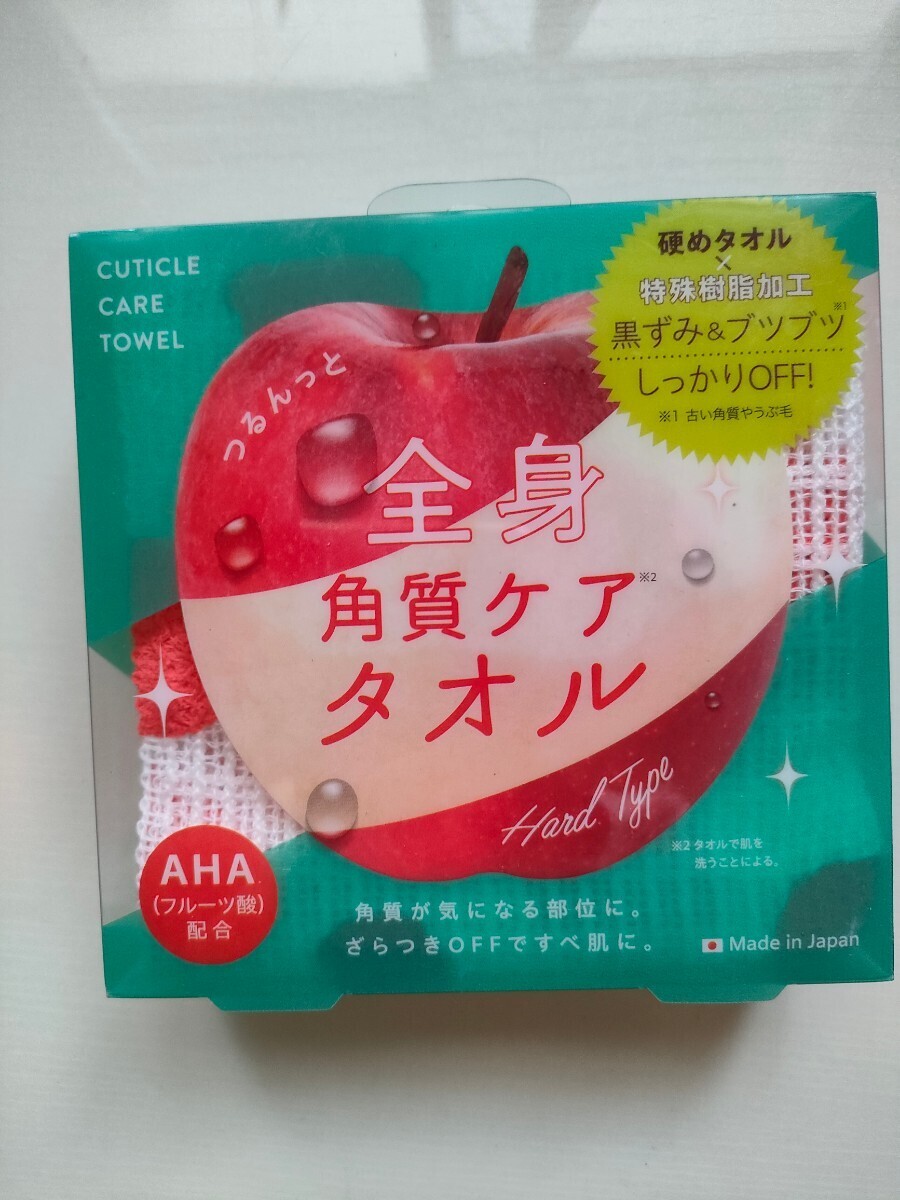 CUTICLE
CARE
TOWEL
硬めタオル
×
特殊樹脂加工
黒ずみ&ブツブツ※1
しっかりOFF!
※1 古い角質やうぶ毛
つるんっと
全身
角質ケア※2
タオル
Hard Type
※2 タオルで肌を
洗うことによる。
AHA
(フルーツ酸)
配合
角質が気になる部位に。
ざらつきOFFですべ肌に。
Made in Japan